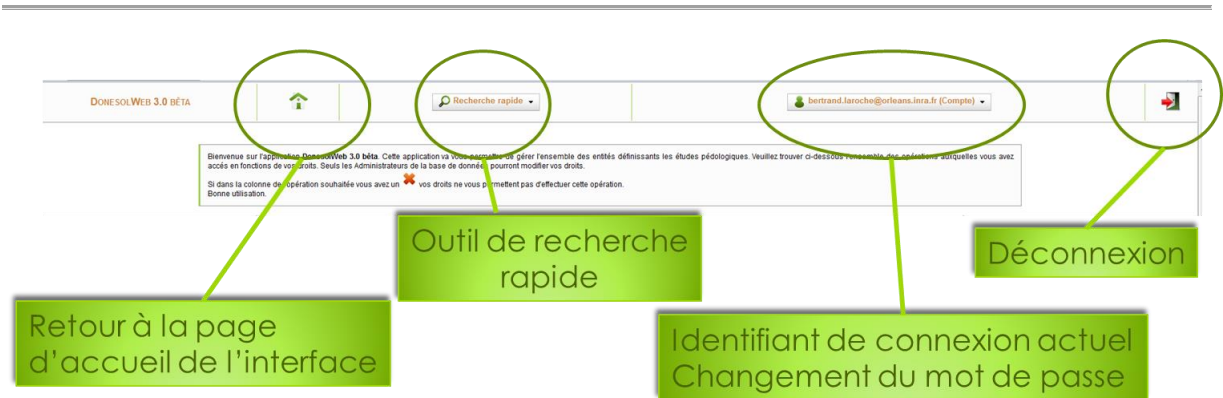 DONESOLWEB 3.0 BÊTA
Recherche rapide
bertrand.laroche@orleans.inra.fr (Compte)
Bienvenue sur l'application DonesolWeb 3.0 bêta. Cette application va vous permettre de gérer l'ensemble des entités définissants les études pédologiques. Veuillez trouver ci-dessous l'ensemble des opérations auxquelles vous avez
accés en fonctions de vos droits. Seuls les Administrateurs de la base de données pourront modifier vos droits.
Si dans la colonne de l'opération souhaitée vous avez un vos droits ne vous permettent pas d'effectuer cette opération.
Bonne utilisation.
Outil de recherche
rapide
Déconnexion
Retour à la page
d'accueil de l'interface
Identifiant de connexion actuel
Changement du mot de passe